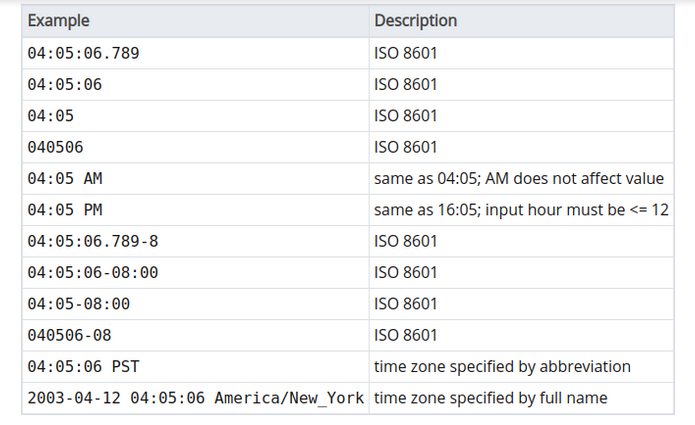 Example Description
04:05:06.789 ISO 8601
04:05:06 ISO 8601
04:05 ISO 8601
040506 ISO 8601
04:05 AM same as 04:05; AM does not affect value
04:05 PM same as 16:05; input hour must be <= 12
04:05:06.789-8 ISO 8601
04:05:06-08:00 ISO 8601
04:05-08:00 ISO 8601
040506-08 ISO 8601
04:05:06 PST time zone specified by abbreviation
2003-04-12 04:05:06 America/New_York time zone specified by full name